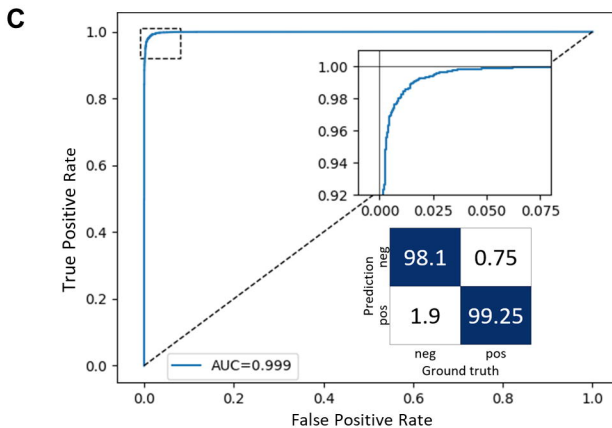 C
True Positive Rate
1.0
0.8
0.6
0.4
0.2
0.0
1.00
0.98
0.96
0.94
0.92
0.000 0.025 0.050 0.075
Prediction
neg
pos
98.1 0.75
1.9 99.25
neg pos
Ground truth
AUC=0.999
0.0 0.2 0.4 0.6 0.8 1.0
False Positive Rate